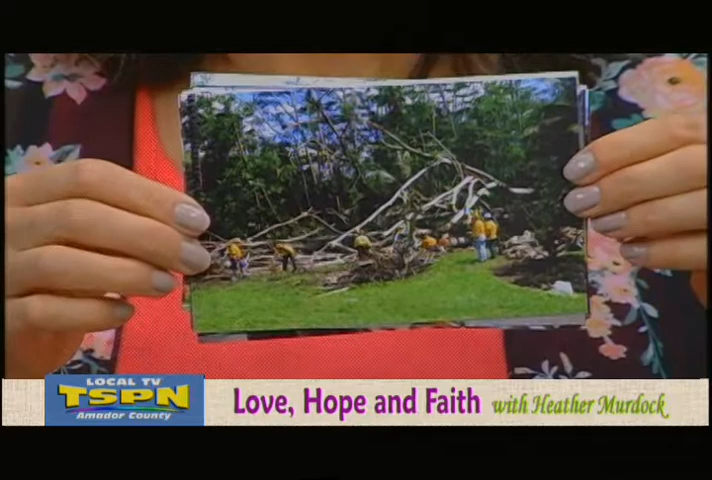 LOCAL TV
TSPN
Amador County
Love, Hope and Faith with Heather Murdock